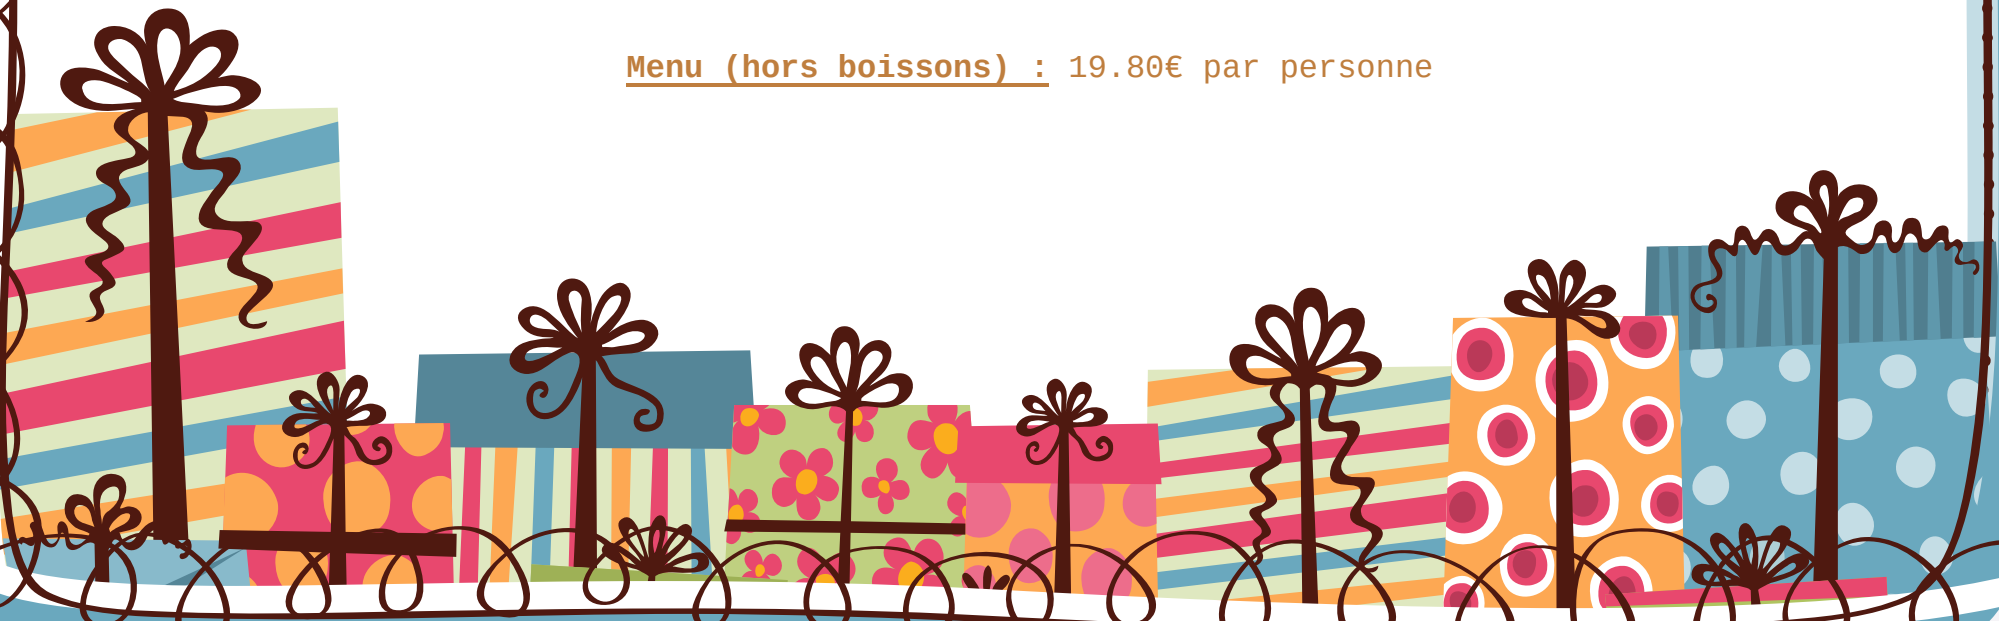 Menu (hors boissons) : 19.80€ par personne